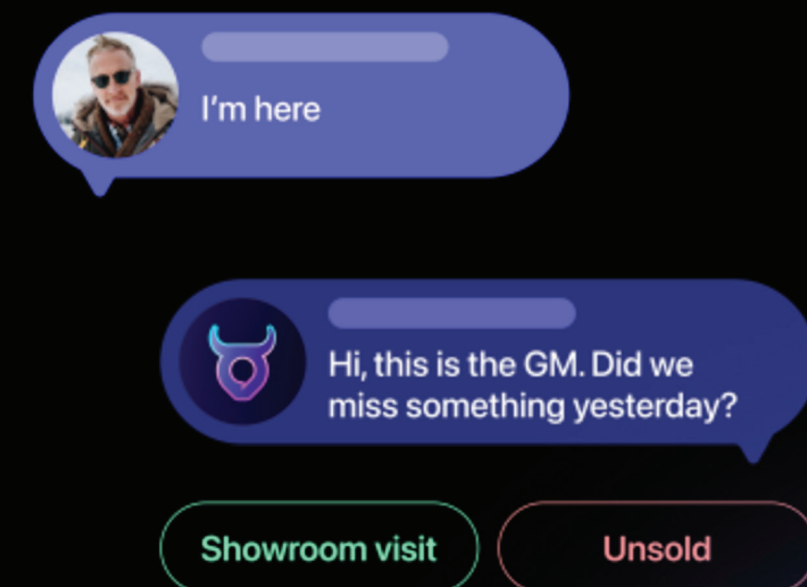 I'm here
Hi, this is the GM. Did we
miss something yesterday?
Showroom visit
Unsold